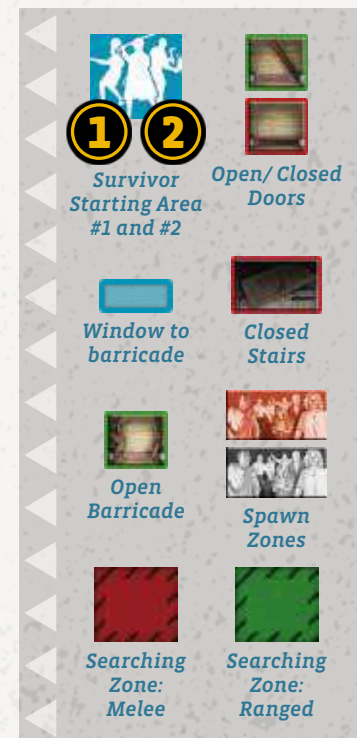 1 2
Survivor
Starting Area
#1 and #2
Open/ Closed
Doors
Window to
barricade
Closed
Stairs
Open
Barricade
Spawn
Zones
Searching
Zone:
Melee
Searching
Zone:
Ranged